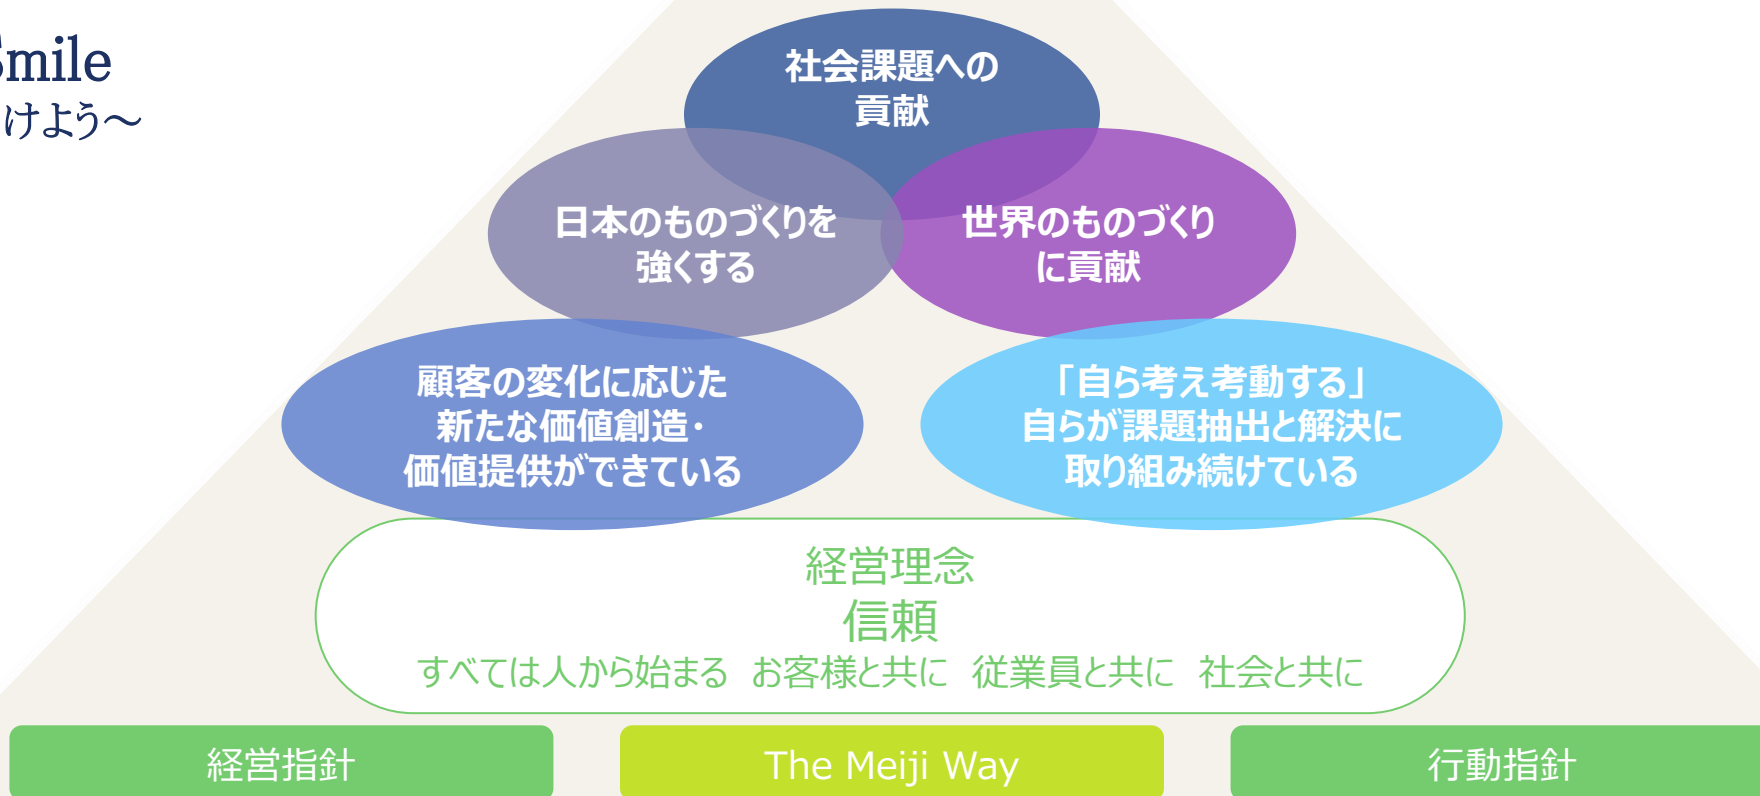 Smile
けよう～
社会課題への
貢献
日本のものづくりを
強くする
世界のものづくり
に貢献
顧客の変化に応じた
新たな価値創造・
価値提供ができている
「自ら考え考動する」
自らが課題抽出と解決に
取り組み続けている
経営理念
信頼
すべては人から始まる　お客様と共に　従業員と共に　社会と共に
経営指針
The Meiji Way
行動指針